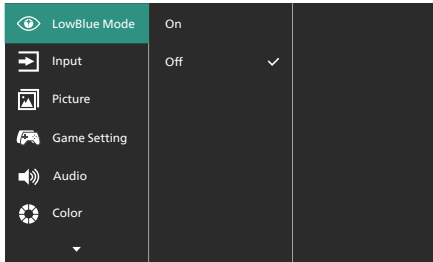 LowBlue Mode
On
Input
Off
Picture
Game Setting
Audio
Color